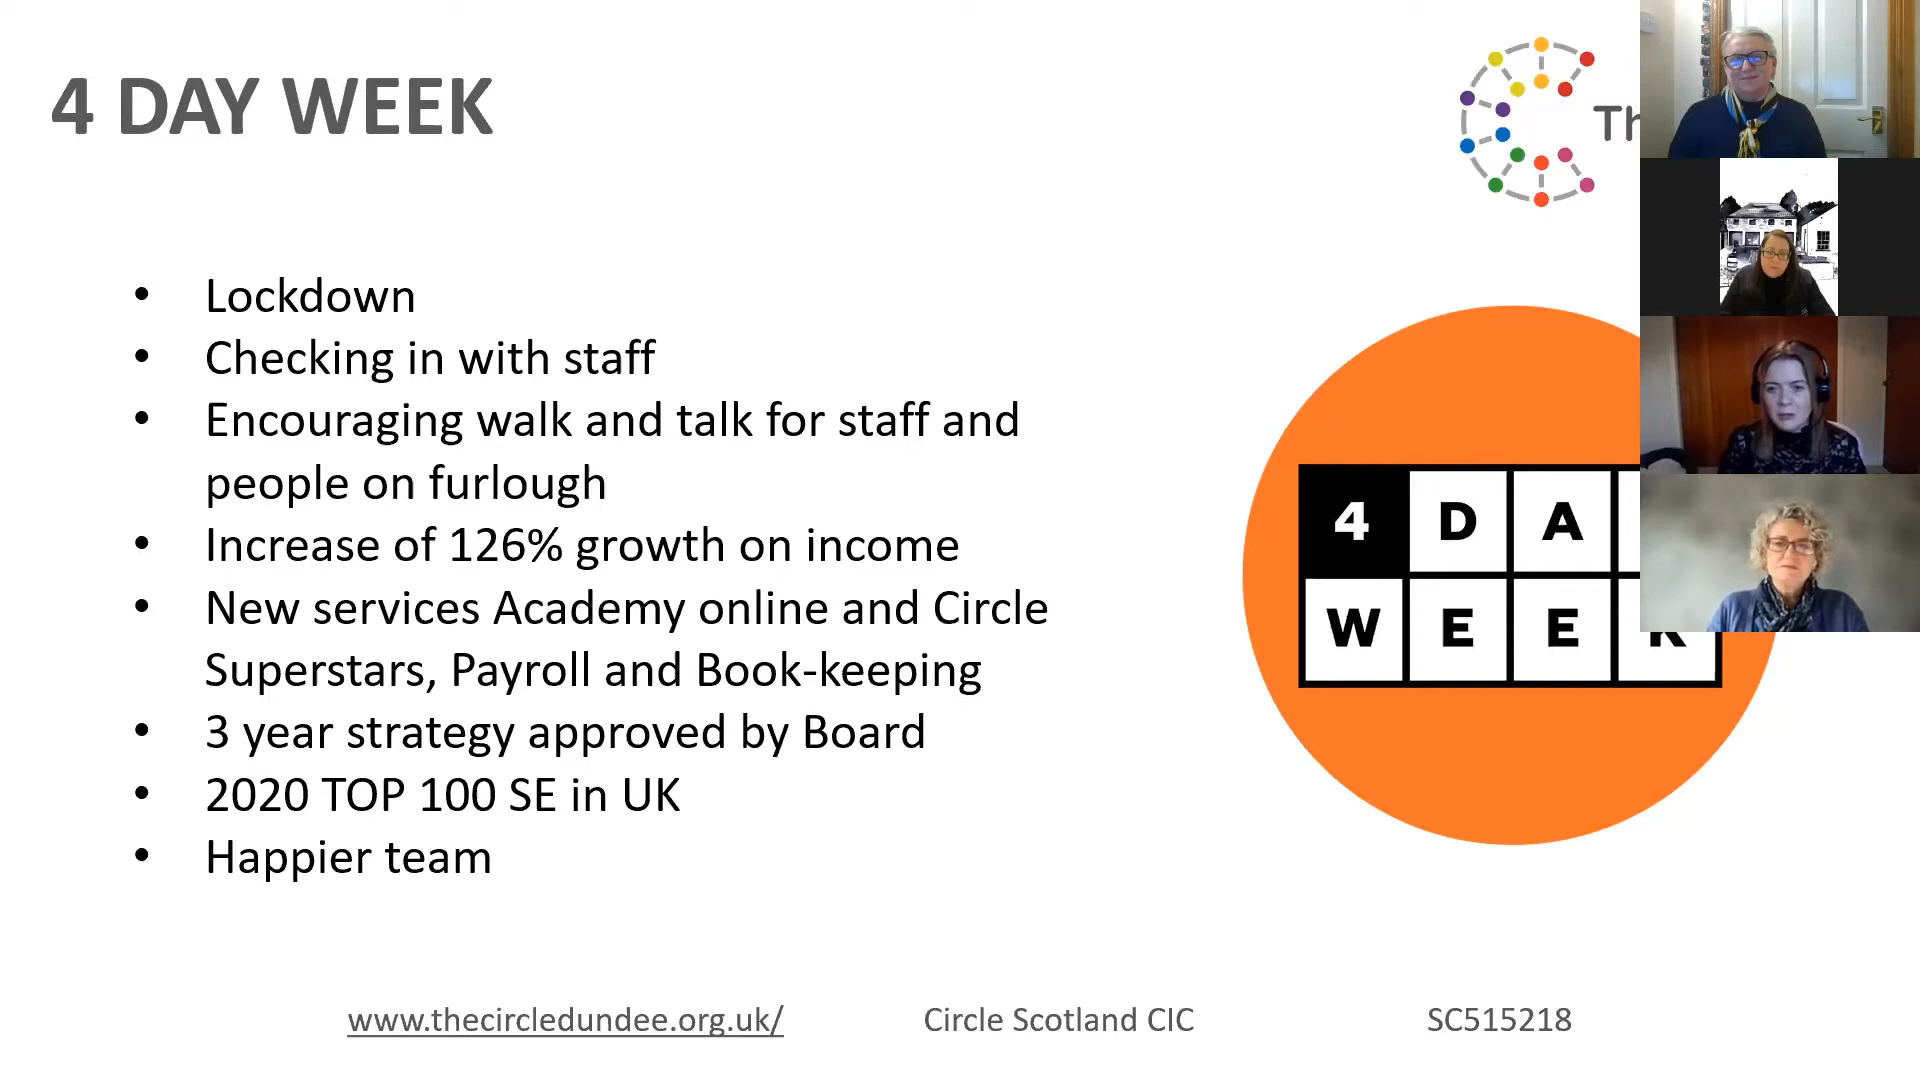 4 DAY WEEK
Th
• Lockdown
• Checking in with staff
• Encouraging walk and talk for staff and
people on furlough
• Increase of 126% growth on income
• New services Academy online and Circle
Superstars, Payroll and Book-keeping
• 3 year strategy approved by Board
• 2020 TOP 100 SE in UK
• Happier team
4 D A
W E E K
www.thecircledundee.org.uk/ Circle Scotland CIC SC515218